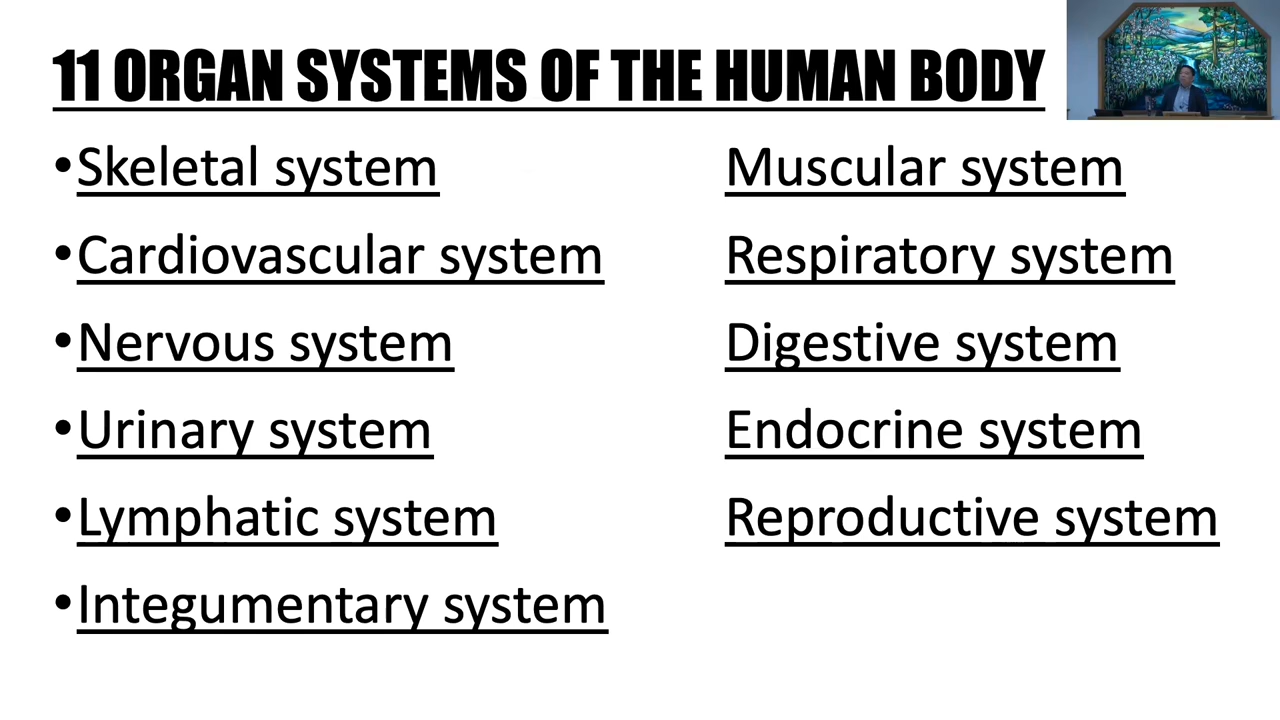 11 ORGAN SYSTEMS OF THE HUMAN BODY
•Skeletal system Muscular system
•Cardiovascular system Respiratory system
•Nervous system Digestive system
•Urinary system Endocrine system
•Lymphatic system Reproductive system
•Integumentary system